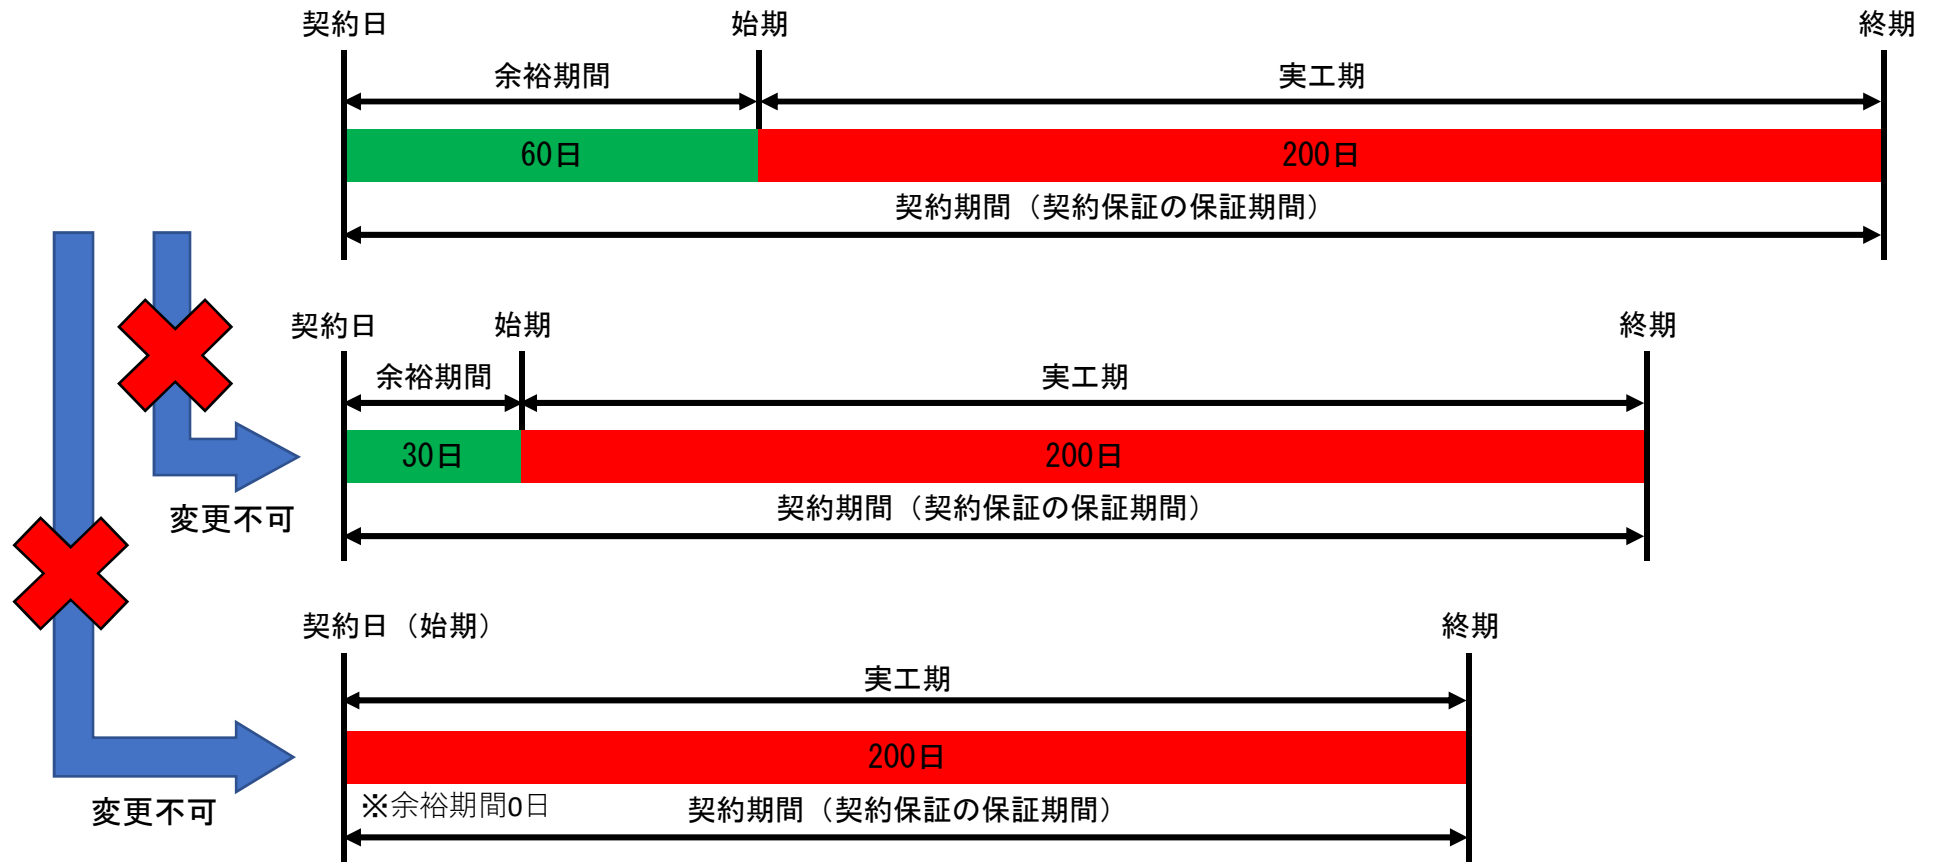 契約日
始期
終期
余裕期間
実工期
60日
200日
契約期間（契約保証の保証期間）
契約日
始期
終期
余裕期間
実工期
30日
200日
変更不可
契約期間（契約保証の保証期間）
契約日（始期）
終期
実工期
200日
変更不可
※余裕期間0日
契約期間（契約保証の保証期間）